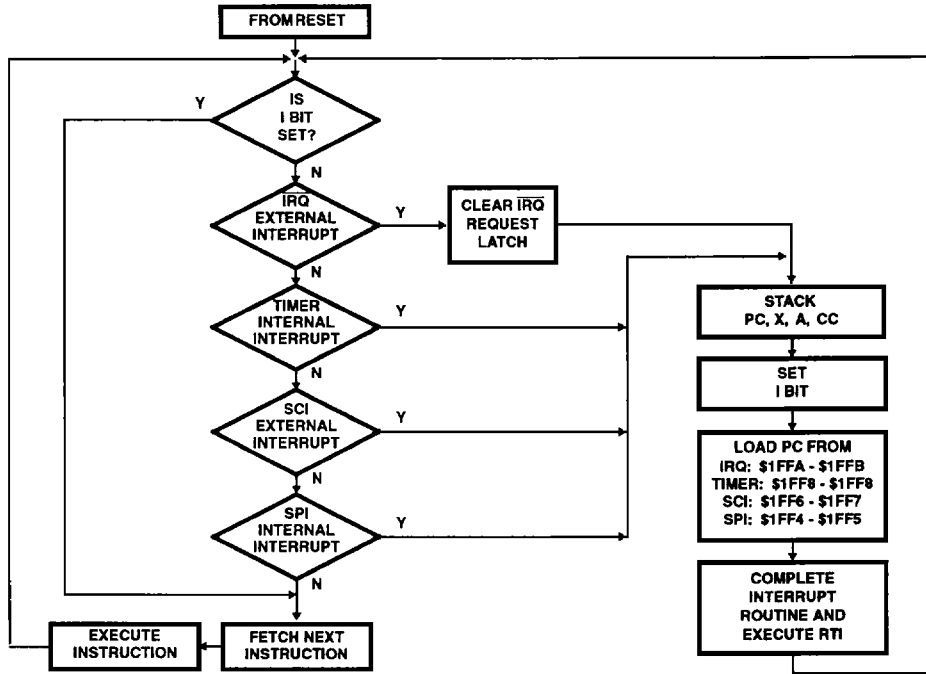 FROM RESET
IS
I BIT
SET?
Y
N
IRQ
EXTERNAL
INTERRUPT
Y
N
CLEAR IRQ
REQUEST
LATCH
TIMER
INTERNAL
INTERRUPT
Y
N
SCI
EXTERNAL
INTERRUPT
Y
N
SPI
INTERNAL
INTERRUPT
Y
N
FETCH NEXT
INSTRUCTION
EXECUTE
INSTRUCTION
STACK
PC, X, A, CC
SET
I BIT
LOAD PC FROM
IRQ: $1FFA - $1FFB
TIMER: $1FF8 - $1FF8
SCI: $1FF6 - $1FF7
SPI: $1FF4 - $1FF5
COMPLETE
INTERRUPT
ROUTINE AND
EXECUTE RTI